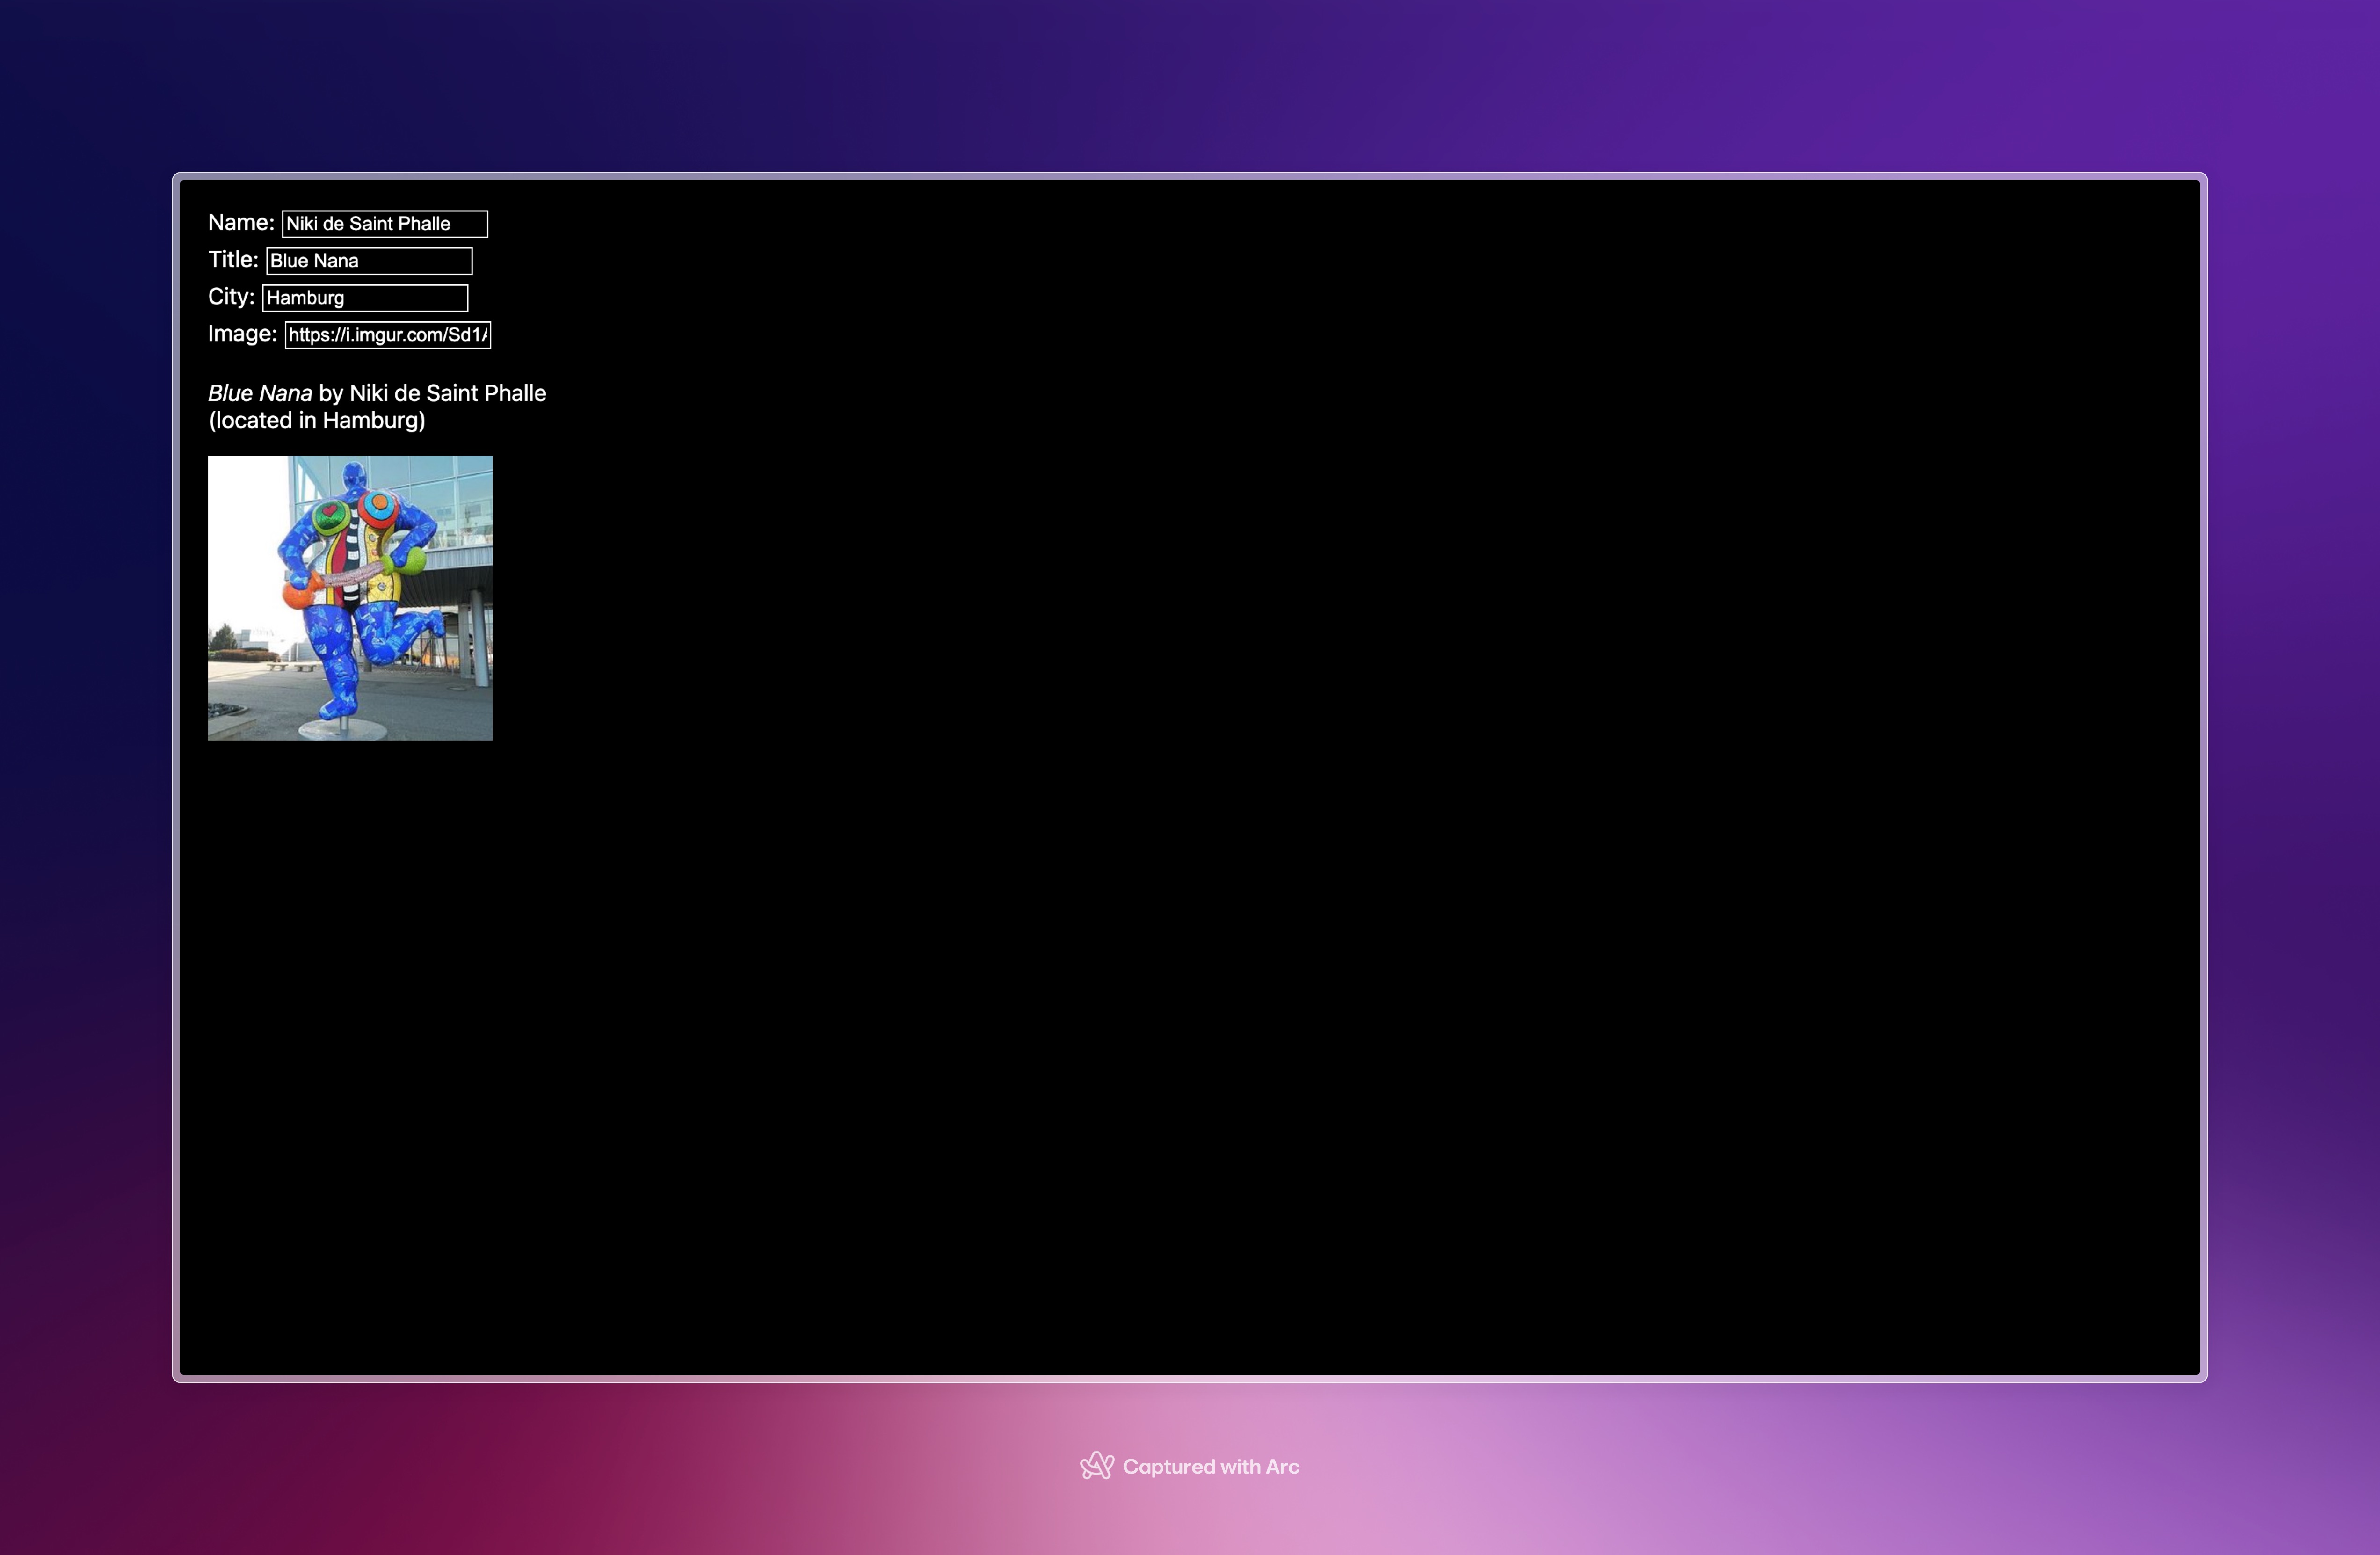 Name: Niki de Saint Phalle
Title: Blue Nana
City: Hamburg
Image: https://i.imgur.com/Sd1A
Blue Nana by Niki de Saint Phalle
(located in Hamburg)
Captured with Arc